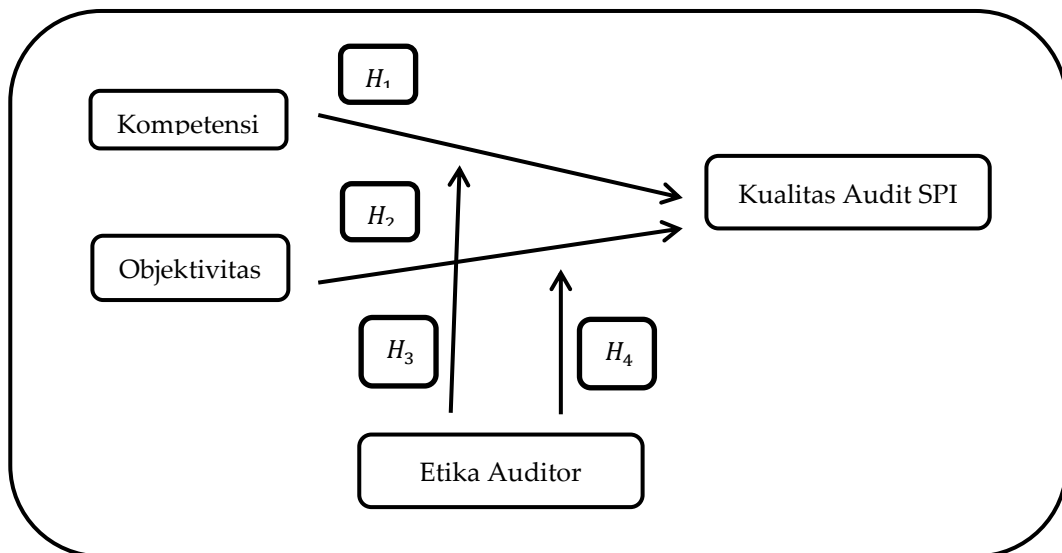 H₁
Kompetensi
H₂
Kualitas Audit SPI
Objektivitas
H₃
H₄
Etika Auditor